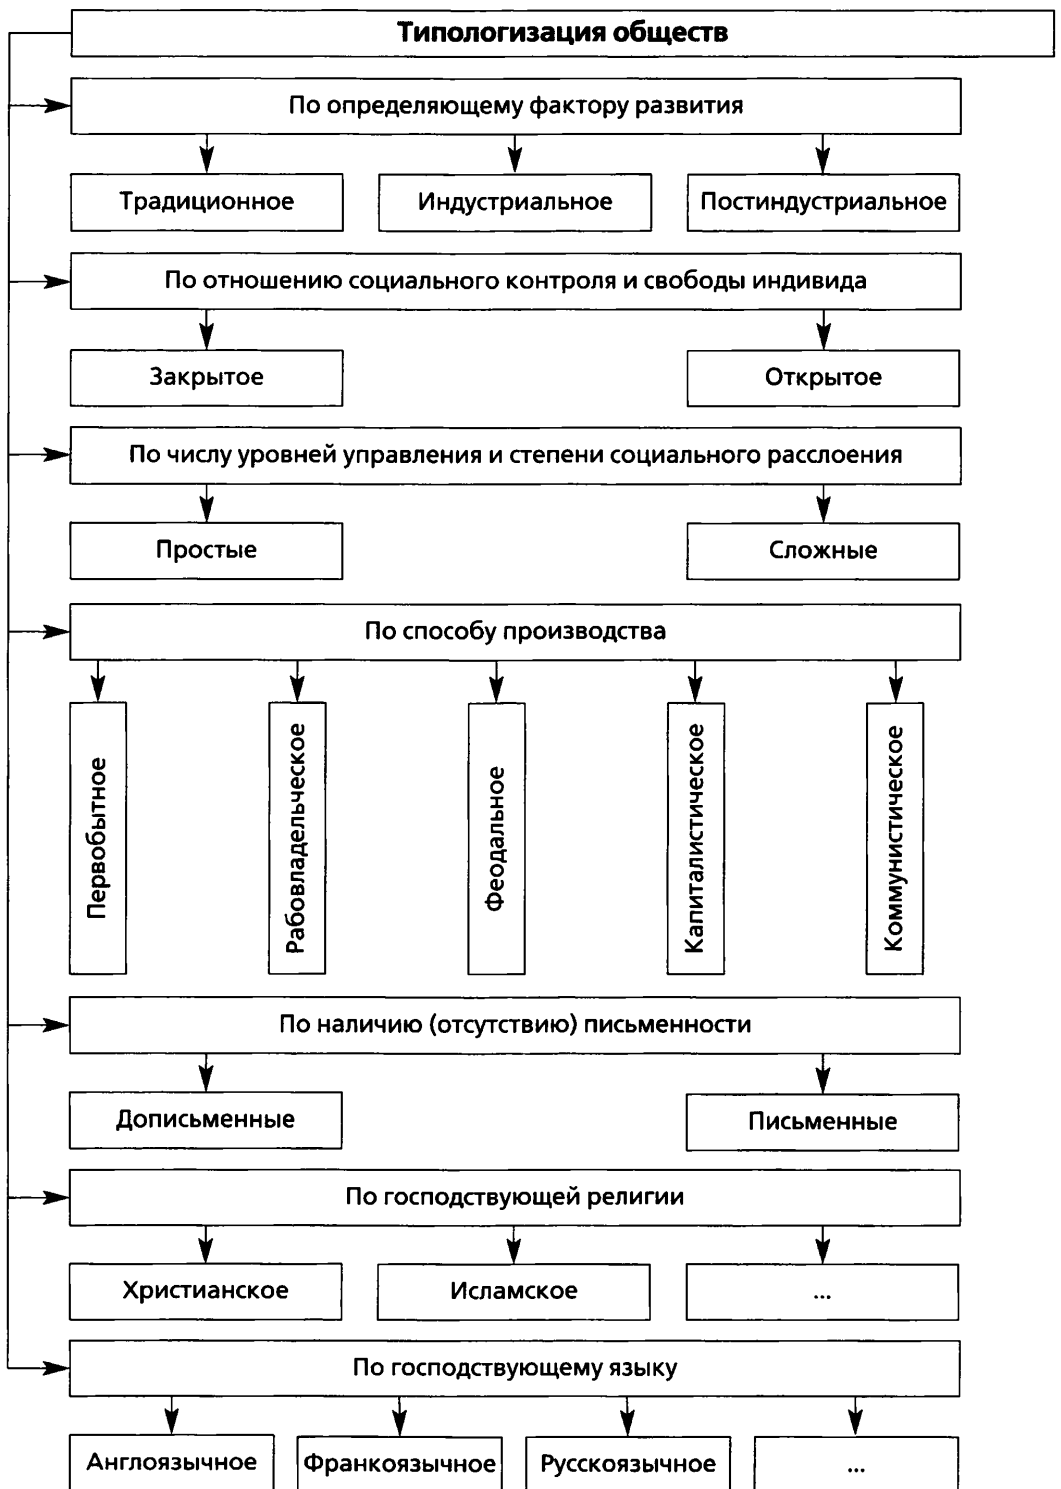 Типологизация обществ
По определяющему фактору развития
Традиционное
Индустриальное
Постиндустриальное
По отношению социального контроля и свободы индивида
Закрытое
Открытое
По числу уровней управления и степени социального расслоения
Простые
Сложные
По способу производства
Первобытное
Рабовладельческое
Феодальное
Капиталистическое
Коммунистическое
По наличию (отсутствию) письменности
Дописьменные
Письменные
По господствующей религии
Христианское
Исламское
...
По господствующему языку
Англоязычное
Франкоязычное
Русскоязычное
...